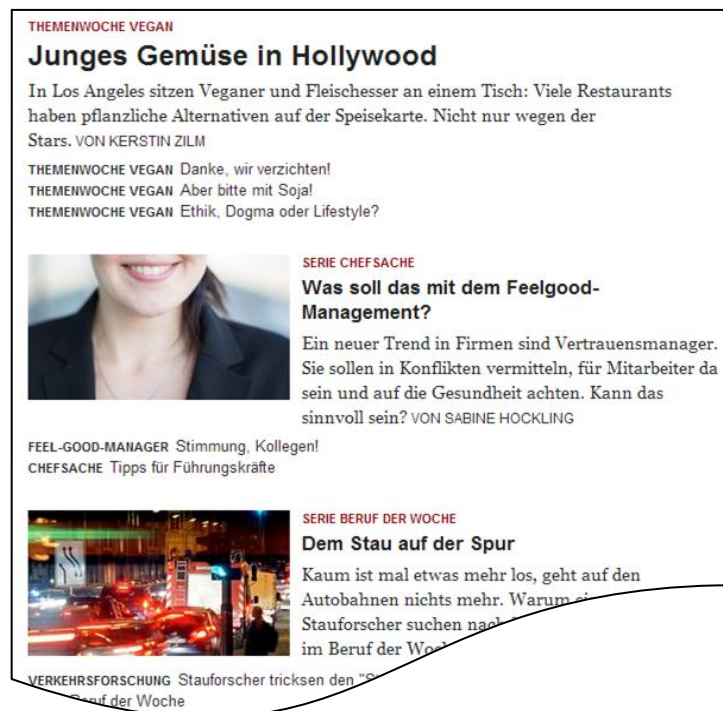 THEMENWOCHE VEGAN
Junges Gemüse in Hollywood
In Los Angeles sitzen Veganer und Fleischesser an einem Tisch: Viele Restaurants
haben pflanzliche Alternativen auf der Speisekarte. Nicht nur wegen der
Stars. VON KERSTIN ZILM
THEMENWOCHE VEGAN Danke, wir verzichten!
THEMENWOCHE VEGAN Aber bitte mit Soja!
THEMENWOCHE VEGAN Ethik, Dogma oder Lifestyle?
SERIE CHEFSACHE
Was soll das mit dem Feelgood-
Management?
Ein neuer Trend in Firmen sind Vertrauensmanager.
Sie sollen in Konflikten vermitteln, für Mitarbeiter da
sein und auf die Gesundheit achten. Kann das
sinnvoll sein? VON SABINE HOCKLING
FEEL-GOOD-MANAGER Stimmung, Kollegen!
CHEFSACHE Tipps für Führungskräfte
SERIE BERUF DER WOCHE
Dem Stau auf der Spur
Kaum ist mal etwas mehr los, geht auf den
Autobahnen nichts mehr. Warum
Stauforscher suchen nach
im Beruf der
VERKEHRSFORSCHUNG Stauforscher tricksen den
Beruf der Woche